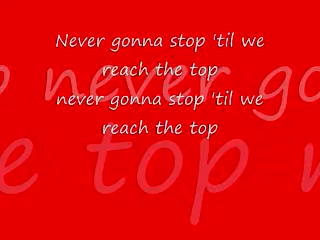 Never gonna stop 'til we
reach the top
never gonna stop 'til we
reach the top